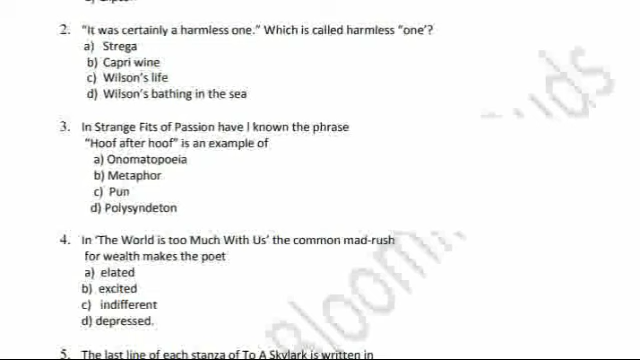 2. "It was certainly a harmless one." Which is called harmless "one'?
a) Strega
b) Capri wine
c) Wilson's life
d) Wilson's bathing in the sea
3. In Strange Fits of Passion have I known the phrase
"Hoof after hoof" is an example of
a) Onomatopoeia
b) Metaphor
c) Pun
d) Polysyndeton
4. In 'The World is too Much With Us' the common mad-rush
for wealth makes the poet
a) elated
b) excited
c) indifferent
d) depressed.
5. The last line of each stanza of To A Skylark is written in